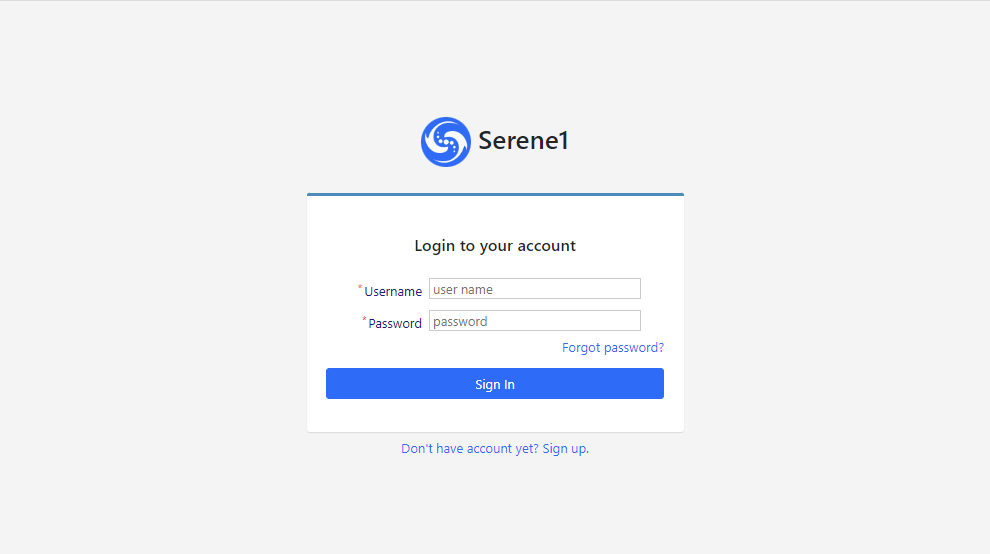 Serene1
Login to your account
*Username user name
*Password password
Forgot password?
Sign In
Don't have account yet? Sign up.